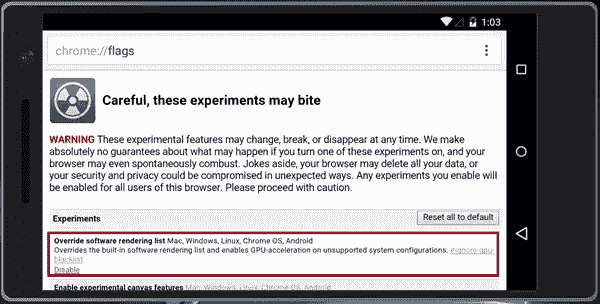 1:03
chrome://flags
Careful, these experiments may bite
WARNING These experimental features may change, break, or disappear at any time. We make
absolutely no guarantees about what may happen if you turn one of these experiments on, and your
browser may even spontaneously combust. Jokes aside, your browser may delete all your data, or
your security and privacy could be compromised in unexpected ways. Any experiments you enable will
be enabled for all users of this browser. Please proceed with caution.
Experiments
Reset all to default
Override software rendering list Mac, Windows, Linux, Chrome OS, Android
Overrides the built-in software rendering list and enables GPU-acceleration on unsupported system configurations. #ignore-gpu-
blacklist
Disable
Enable experimental canvas features Mac, Windows, Linux, Chrome OS, Android